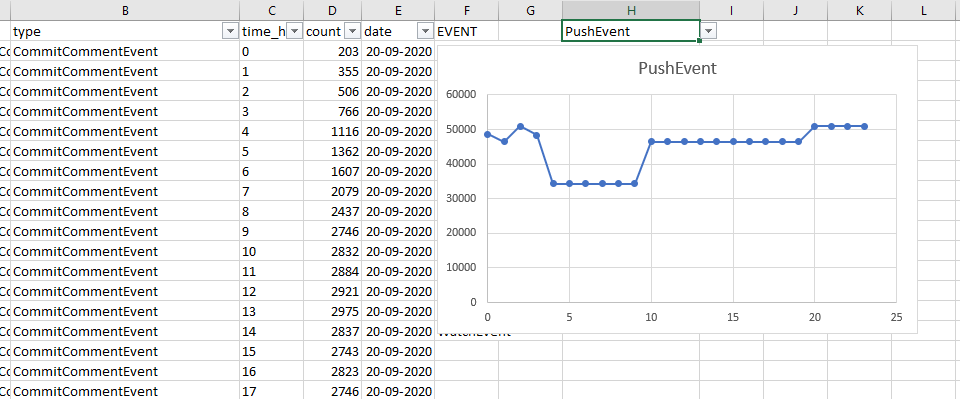 B C D E F G H I J K L
type time_h count date EVENT PushEvent
CommitCommentEvent 0 203 20-09-2020
CommitCommentEvent 1 355 20-09-2020
CommitCommentEvent 2 506 20-09-2020
CommitCommentEvent 3 766 20-09-2020
CommitCommentEvent 4 1116 20-09-2020
CommitCommentEvent 5 1362 20-09-2020
CommitCommentEvent 6 1607 20-09-2020
CommitCommentEvent 7 2079 20-09-2020
CommitCommentEvent 8 2437 20-09-2020
CommitCommentEvent 9 2746 20-09-2020
CommitCommentEvent 10 2832 20-09-2020
CommitCommentEvent 11 2884 20-09-2020
CommitCommentEvent 12 2921 20-09-2020
CommitCommentEvent 13 2975 20-09-2020
CommitCommentEvent 14 2837 20-09-2020 WatchEvent
CommitCommentEvent 15 2743 20-09-2020
CommitCommentEvent 16 2823 20-09-2020
CommitCommentEvent 17 2746 20-09-2020
PushEvent
60000
50000
40000
30000
20000
10000
0
0 5 10 15 20 25